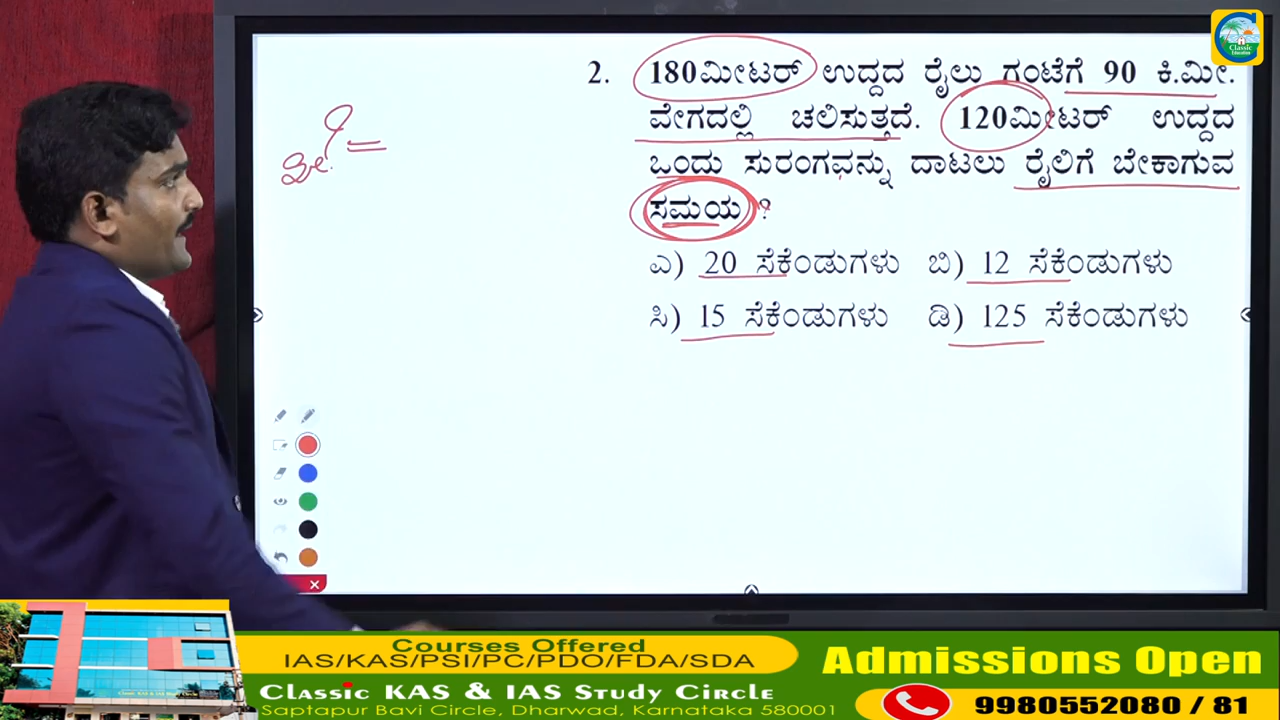 2. 180ಮೀಟರ್ ಉದ್ದದ ರೈಲು ಗಂಟೆಗೆ 90 ಕಿ.ಮೀ.
ವೇಗದಲ್ಲಿ ಚಲಿಸುತ್ತದೆ. 120ಮೀಟರ್ ಉದ್ದದ
ಒಂದು ಸುರಂಗವನ್ನು ದಾಟಲು ರೈಲಿಗೆ ಬೇಕಾಗುವ
ಸಮಯ ?
ಎ) 20 ಸೆಕೆಂಡುಗಳು ಬಿ) 12 ಸೆಕೆಂಡುಗಳು
ಸಿ) 15 ಸೆಕೆಂಡುಗಳು ಡಿ) 125 ಸೆಕೆಂಡುಗಳು
Classic
Education
Courses Offered
IAS/KAS/PSI/PC/PDO/FDA/SDA
Classic KAS & IAS Study Circle
Saptapur Bavi Circle, Dharwad, Karnataka 580001
Admissions Open
9980552080 / 81